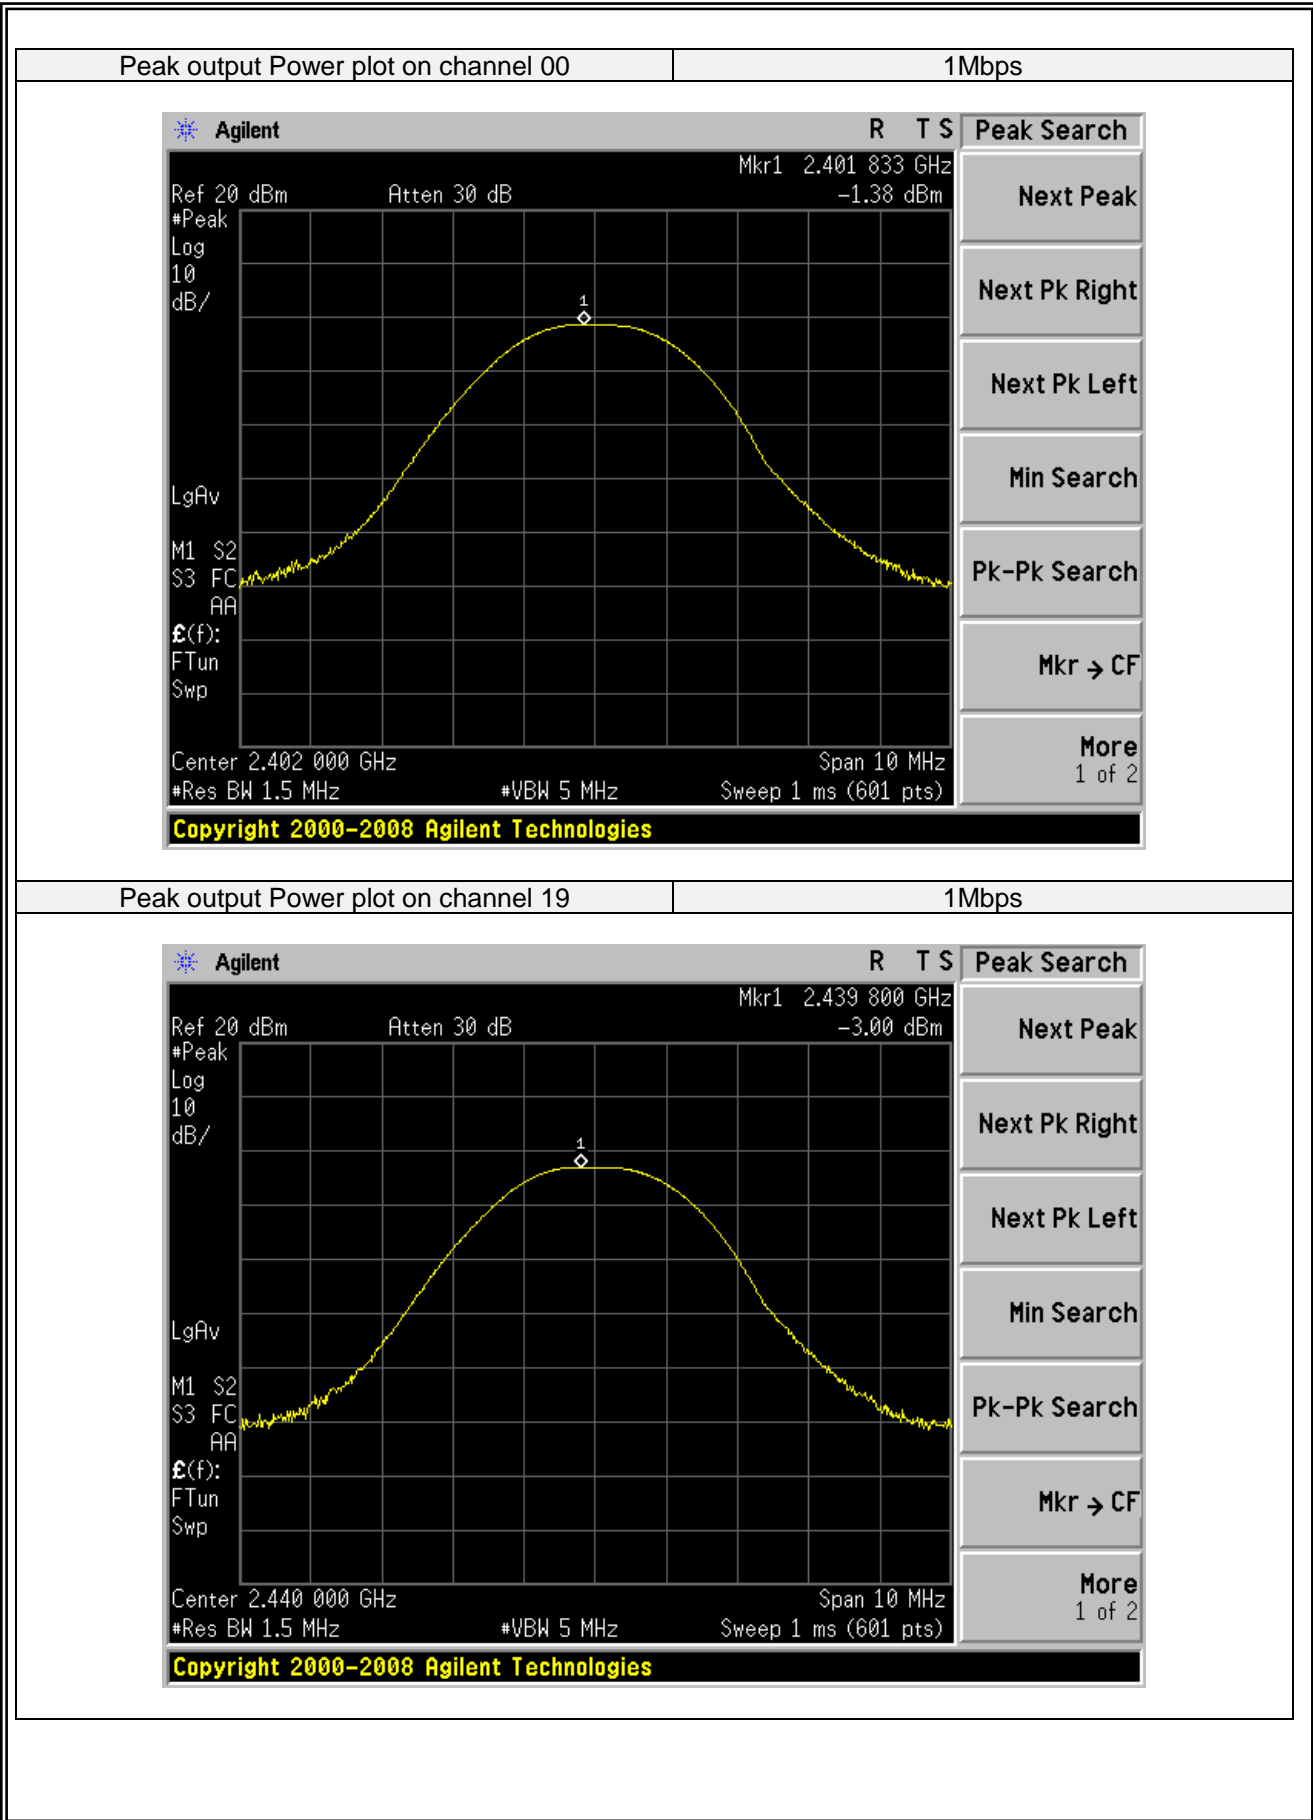 Peak output Power plot on channel 00 1Mbps
Agilent R T S Peak Search
Mkr1 2.401 833 GHz
Ref 20 dBm Atten 30 dB -1.38 dBm Next Peak
#Peak
Log
10
dB/ Next Pk Right
1
Next Pk Left
LgAv Min Search
M1 S2
S3 FC Pk-Pk Search
AA
£(f):
FTun Mkr → CF
Swp
Center 2.402 000 GHz Span 10 MHz More
#Res BW 1.5 MHz #VBW 5 MHz Sweep 1 ms (601 pts) 1 of 2
Copyright 2000-2008 Agilent Technologies
Peak output Power plot on channel 19 1Mbps
Agilent R T S Peak Search
Mkr1 2.439 800 GHz
Ref 20 dBm Atten 30 dB -3.00 dBm Next Peak
#Peak
Log
10
dB/ Next Pk Right
1
Next Pk Left
LgAv Min Search
M1 S2
S3 FC Pk-Pk Search
AA
£(f):
FTun Mkr → CF
Swp
Center 2.440 000 GHz Span 10 MHz More
#Res BW 1.5 MHz #VBW 5 MHz Sweep 1 ms (601 pts) 1 of 2
Copyright 2000-2008 Agilent Technologies